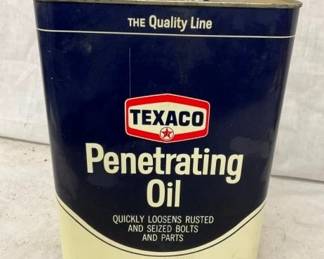 THE Quality Line
TEXACO
Penetrating
Oil
QUICKLY LOOSENS RUSTED
AND SEIZED BOLTS
AND PARTS